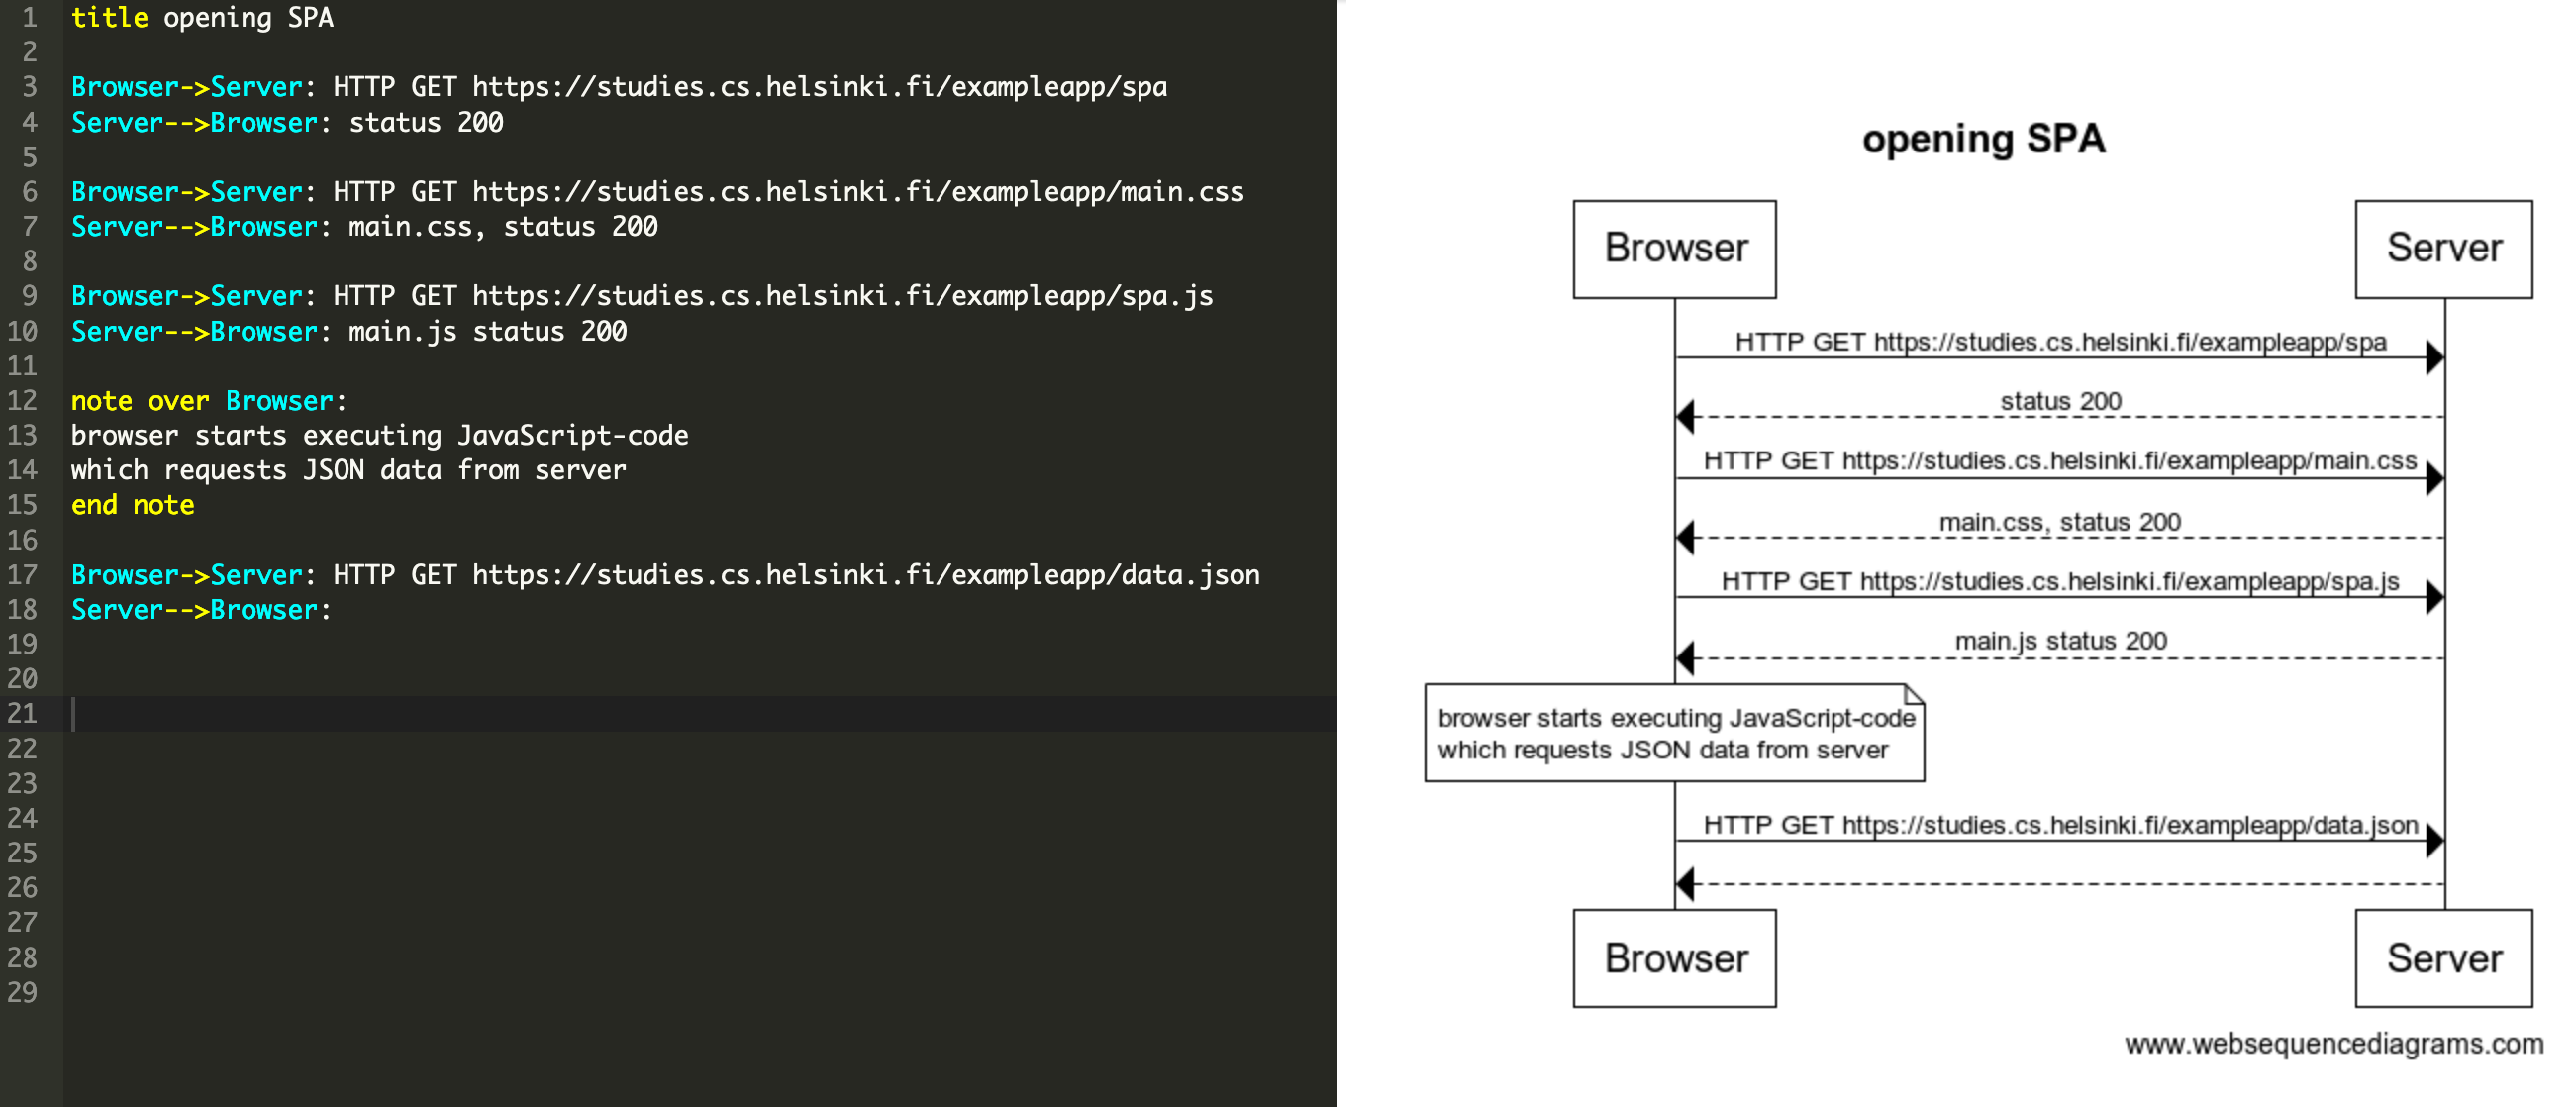 1 title opening SPA
2
3 Browser->Server: HTTP GET https://studies.cs.helsinki.fi/exampleapp/spa
4 Server-->Browser: status 200
5
6 Browser->Server: HTTP GET https://studies.cs.helsinki.fi/exampleapp/main.css
7 Server-->Browser: main.css, status 200
8
9 Browser->Server: HTTP GET https://studies.cs.helsinki.fi/exampleapp/spa.js
10 Server-->Browser: main.js status 200
11
12 note over Browser:
13 browser starts executing JavaScript-code
14 which requests JSON data from server
15 end note
16
17 Browser->Server: HTTP GET https://studies.cs.helsinki.fi/exampleapp/data.json
18 Server-->Browser:
19
20
21
22
23
24
25
26
27
28
29
opening SPA
Browser Server
HTTP GET https://studies.cs.helsinki.fi/exampleapp/spa
status 200
HTTP GET https://studies.cs.helsinki.fi/exampleapp/main.css
main.css, status 200
HTTP GET https://studies.cs.helsinki.fi/exampleapp/spa.js
main.js status 200
browser starts executing JavaScript-code
which requests JSON data from server
HTTP GET https://studies.cs.helsinki.fi/exampleapp/data.json
Browser Server
www.websequencediagrams.com